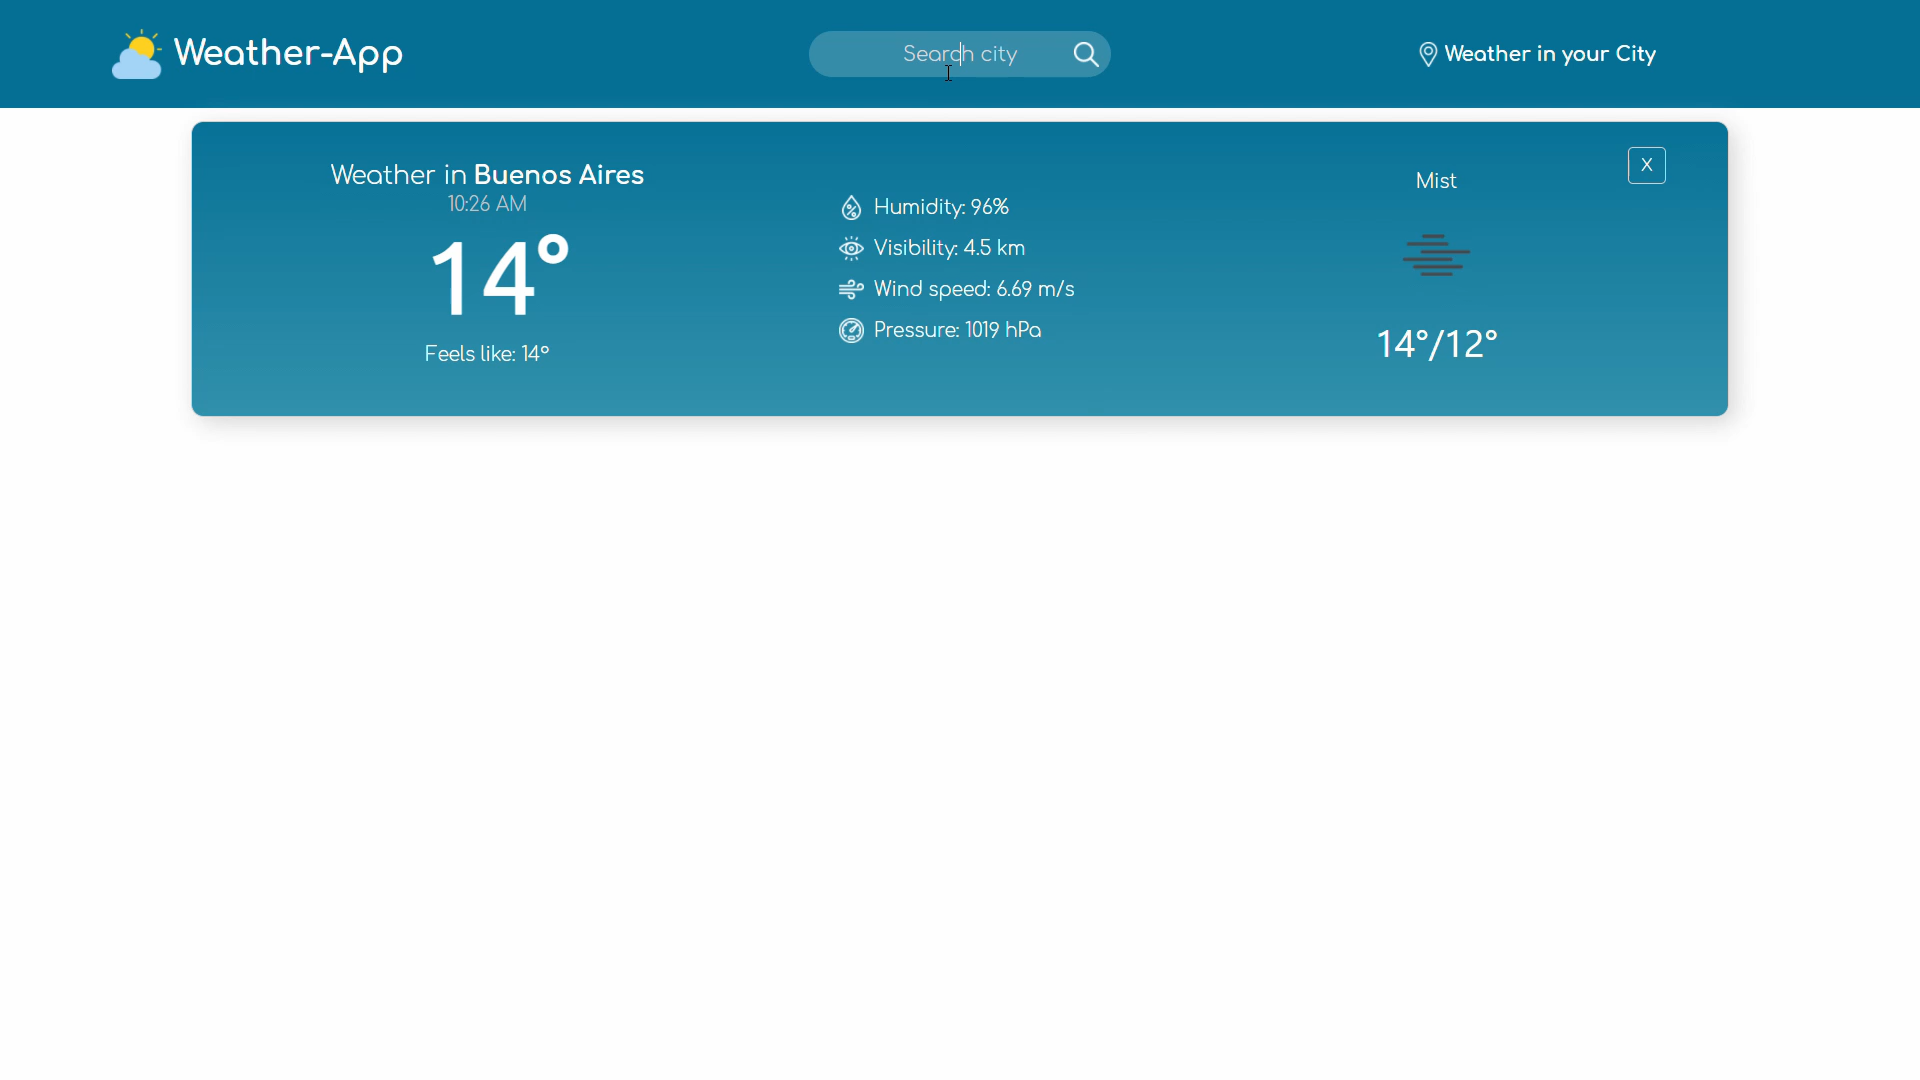 Weather-App
Search city
Weather in your City
Weather in Buenos Aires
10:26 AM
14°
Feels like: 14°
Humidity: 96%
Visibility: 4.5 km
Wind speed: 6.69 m/s
Pressure: 1019 hPa
Mist
14°/12°
X